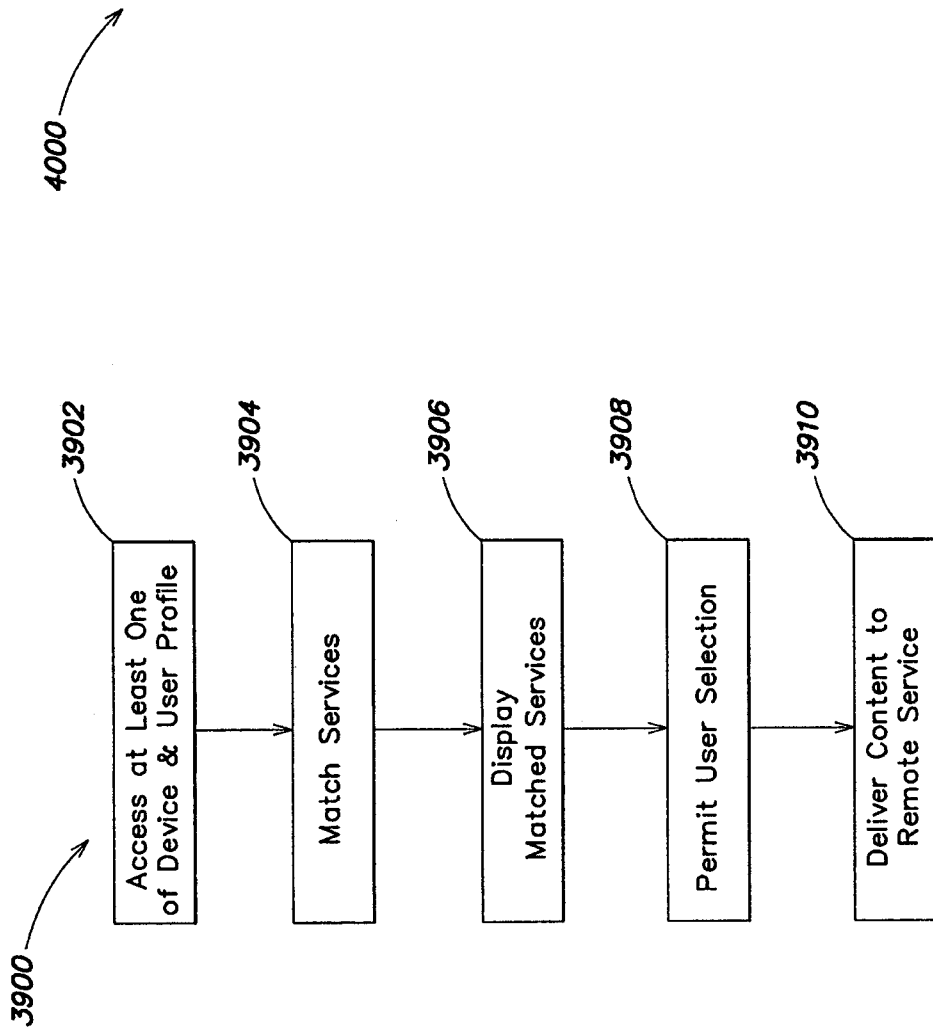 4000
3900
3902
Access at Least One
of Device & User Profile
3904
Match Services
3906
Display
Matched Services
3908
Permit User Selection
3910
Deliver Content to
Remote Service